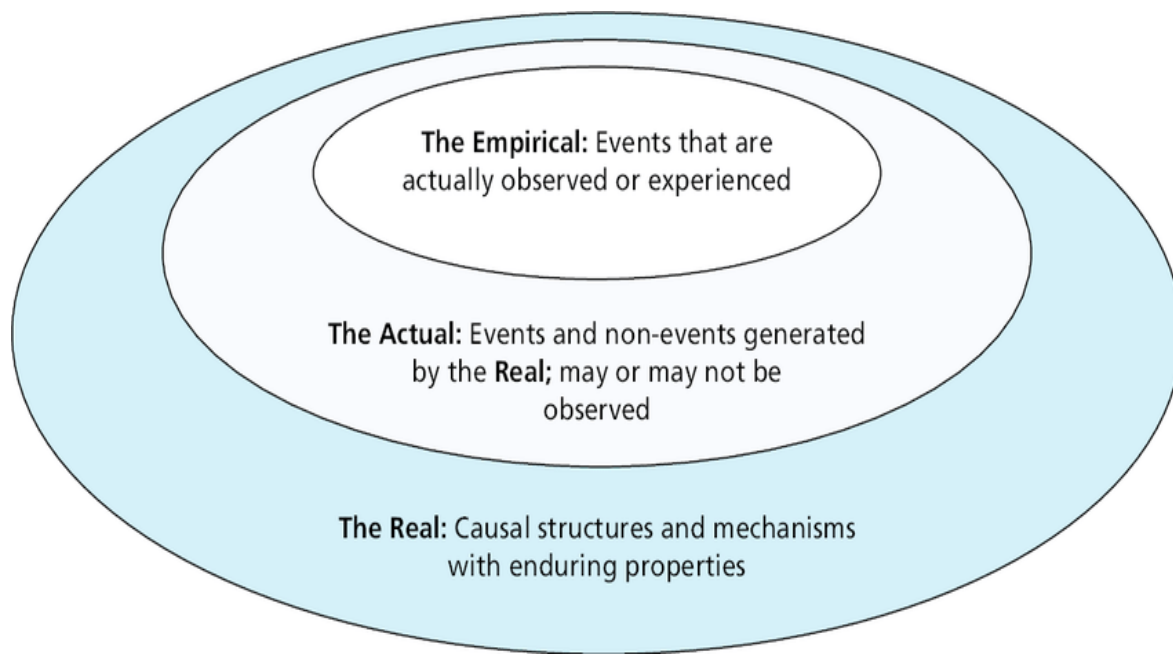 The Empirical: Events that are
actually observed or experienced
The Actual: Events and non-events generated
by the Real; may or may not be
observed
The Real: Causal structures and mechanisms
with enduring properties